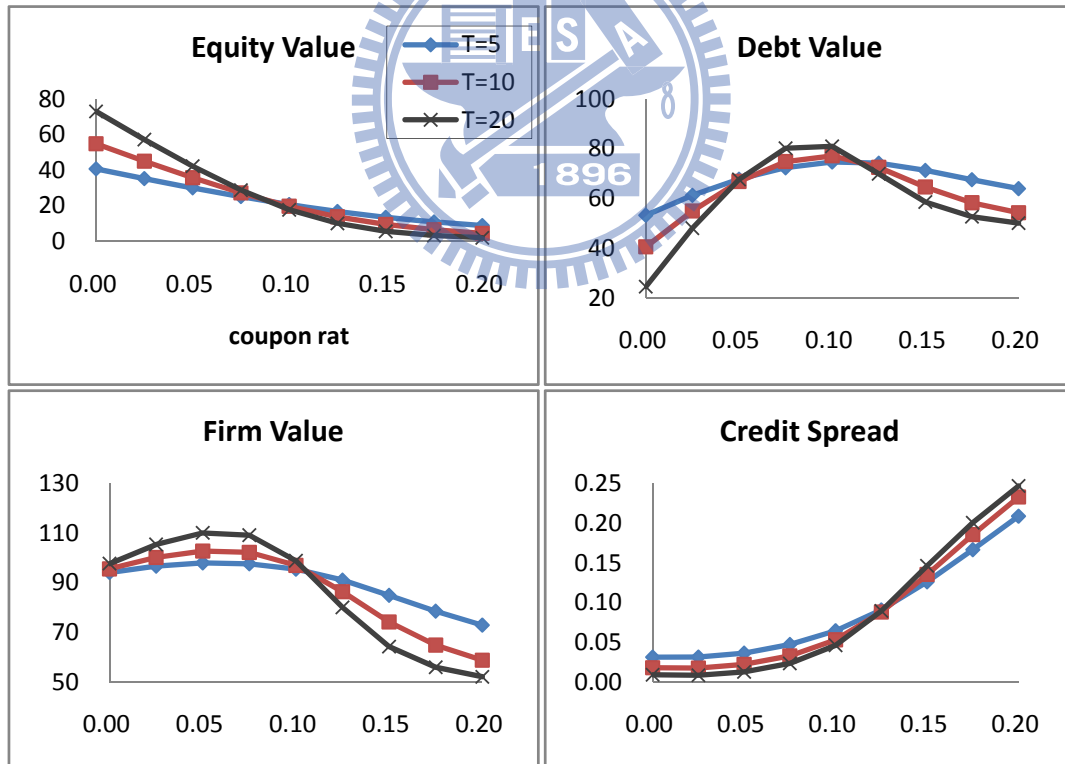 Equity Value
T=5
T=10
T=20
80
60
40
20
0
0.00 0.05 0.10 0.15 0.20
coupon rat
Debt Value
100
80
60
40
20
0.00 0.05 0.10 0.15 0.20
E S A
1896
Firm Value
130
110
90
70
50
0.00 0.05 0.10 0.15 0.20
Credit Spread
0.25
0.20
0.15
0.10
0.05
0.00
0.00 0.05 0.10 0.15 0.20